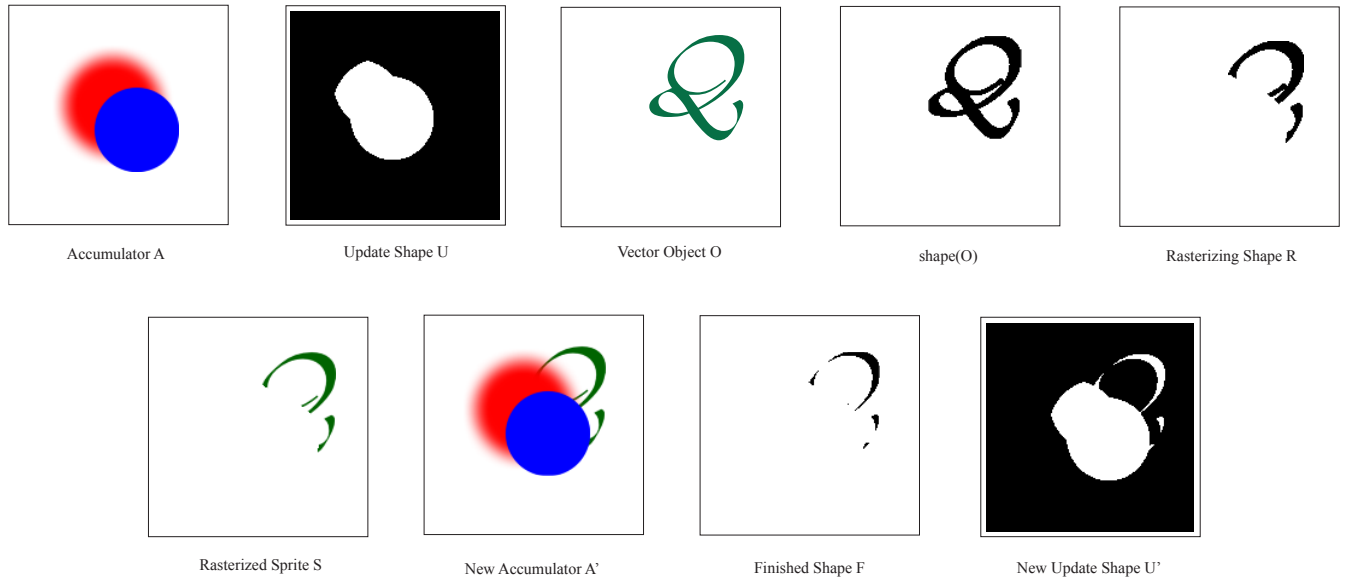 Accumulator A
Update Shape U
Vector Object O
shape(O)
Rasterizing Shape R
Rasterized Sprite S
New Accumulator A’
Finished Shape F
New Update Shape U’